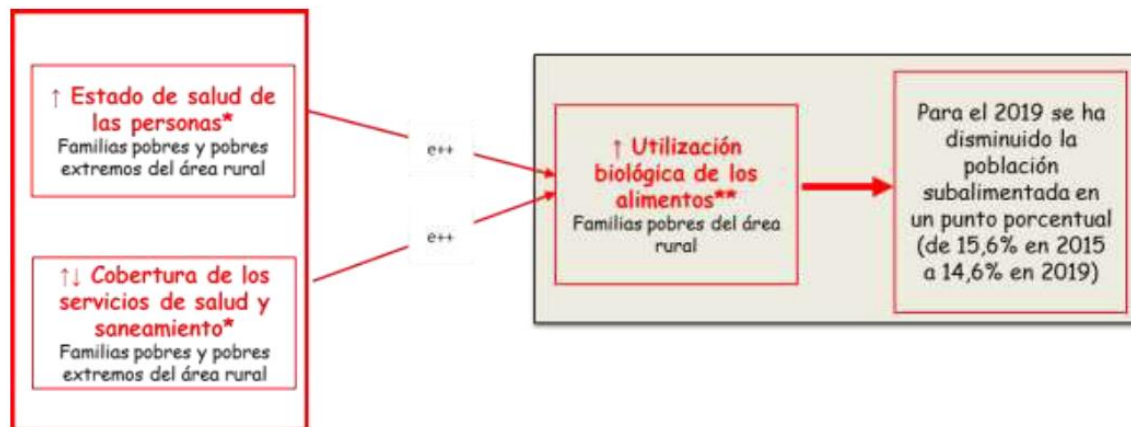 ↑ Estado de salud de
las personas*
Familias pobres y pobres
extremos del área rural
↑↓ Cobertura de los
servicios de salud y
saneamiento*
Familias pobres y pobres
extremos del área rural
e++
e++
↑ Utilización
biológica de los
alimentos**
Familias pobres del área
rural
Para el 2019 se ha
disminuido la
población
subalimentada en
un punto porcentual
(de 15,6% en 2015
a 14,6% en 2019)